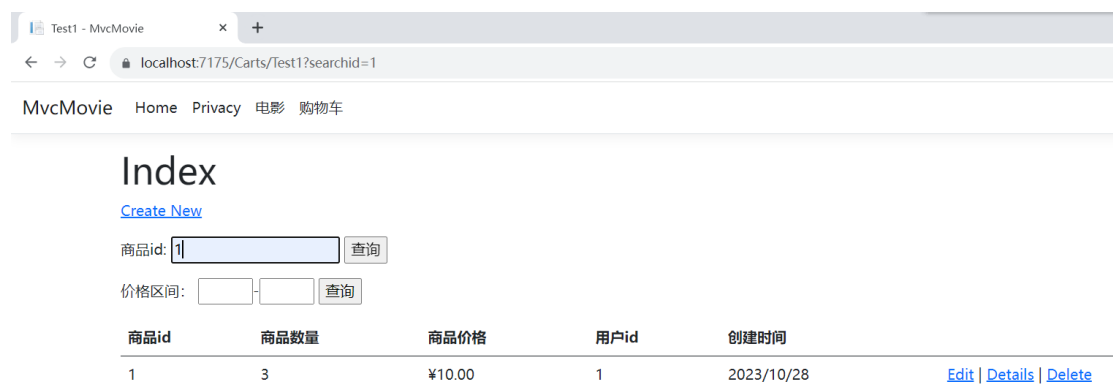 Test1 - MvcMovie × +
localhost:7175/Carts/Test1?searchid=1
MvcMovie Home Privacy 电影 购物车
Index
Create New
商品id: 1 查询
价格区间： - 查询
商品id 商品数量 商品价格 用户id 创建时间
1 3 ¥10.00 1 2023/10/28 Edit | Details | Delete